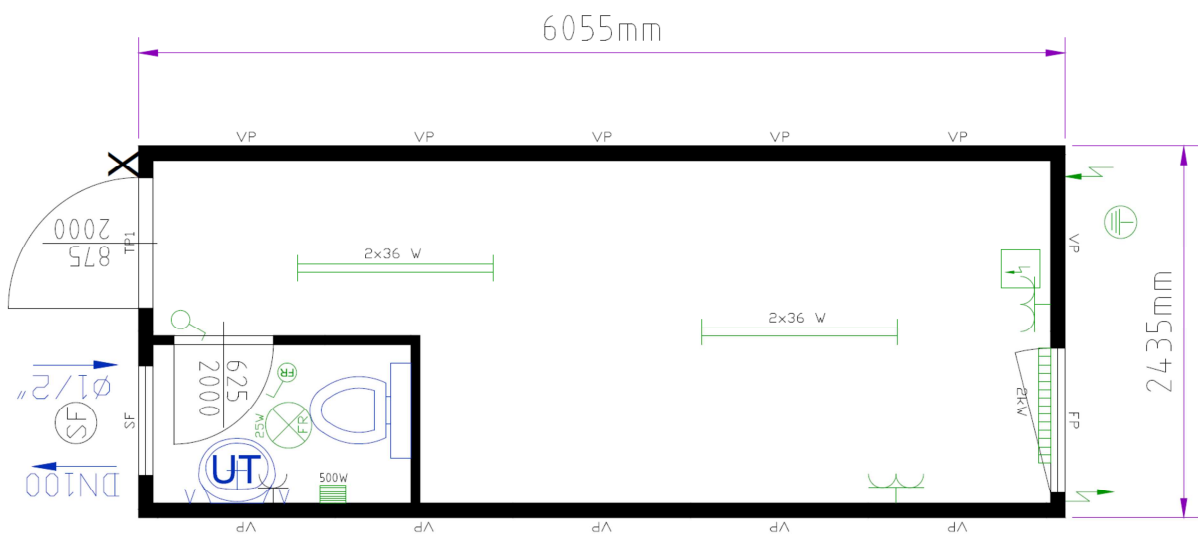 6055mm
VP VP VP VP VP
2000
875
TP1
VP
2x36 W
2x36 W
2435mm
625
2000
FR
Ø1/2"
SF
SF
25W
FR
2kW
FP
UT
500W
DN100
VP VP VP VP VP